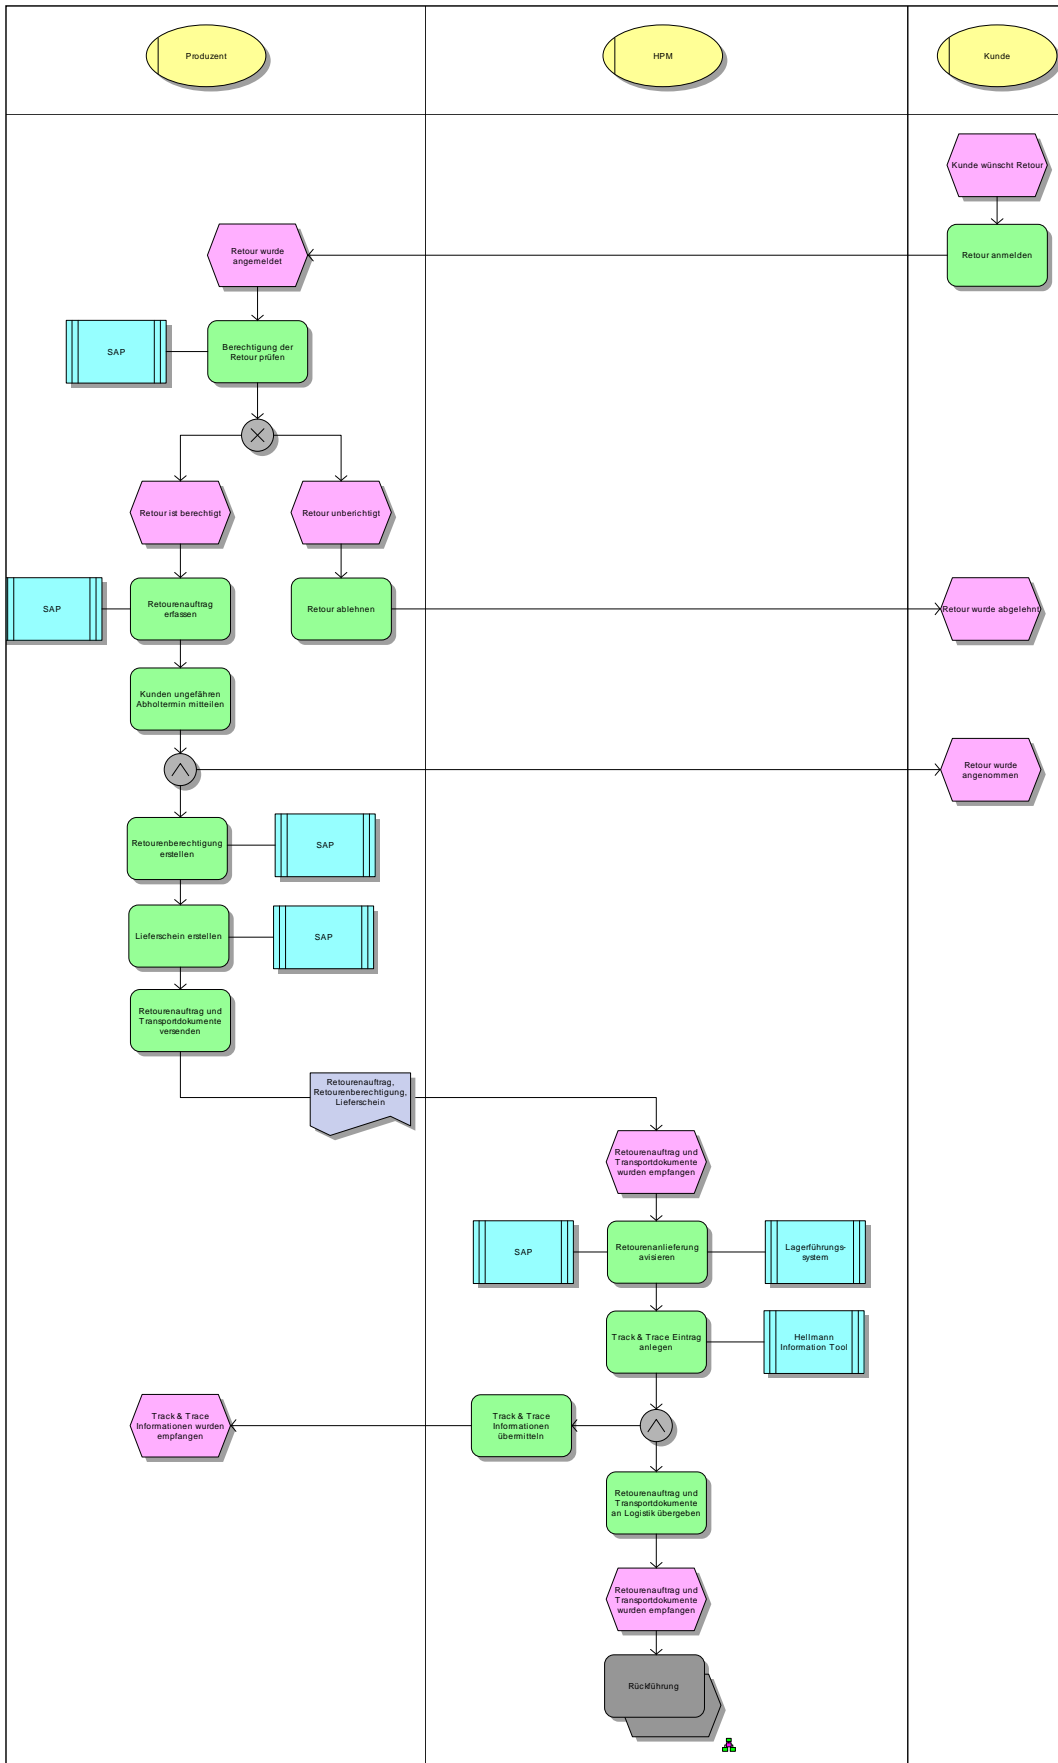 Produzent
HPM
Kunde
Kunde wünscht Retour
Retour wurde
angemeldet
Retour anmelden
SAP
Berechtigung der
Retour prüfen
Retour ist berechtigt
Retour unberichtigt
SAP
Retourenauftrag
erfassen
Retour ablehnen
Retour wurde abgelehnt
Kunden ungefähren
Abholtermin mitteilen
Retour wurde
angenommen
Retourenberechtigung
erstellen
SAP
Lieferschein erstellen
SAP
Retourenauftrag und
Transportdokumente
versenden
Retourenauftrag,
Retourenberechtigung,
Lieferschein
Retourenauftrag und
Transportdokumente
wurden empfangen
SAP
Retourenanlieferung
avisieren
Lagerführungs-
system
Track & Trace Eintrag
anlegen
Hellmann
Information Tool
Track & Trace
Informationen wurden
empfangen
Track & Trace
Informationen
übermitteln
Retourenauftrag und
Transportdokumente
an Logistik übergeben
Retourenauftrag und
Transportdokumente
wurden empfangen
Rückführung